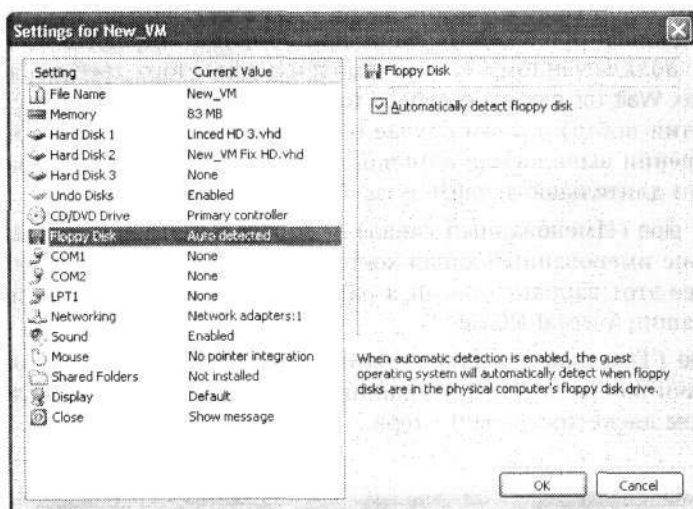 Settings for New_VM
Setting Current Value
File Name New_VM
Memory 83 MB
Hard Disk 1 Linced HD 3.vhd
Hard Disk 2 New_VM Fix HD.vhd
Hard Disk 3 None
Undo Disks Enabled
CD/DVD Drive Primary controller
Floppy Disk Auto detected
COM1 None
COM2 None
LPT1 None
Networking Network adapters:1
Sound Enabled
Mouse No pointer integration
Shared Folders Not installed
Display Default
Close Show message
Floppy Disk
Automatically detect floppy disk
When automatic detection is enabled, the guest
operating system will automatically detect when floppy
disks are in the physical computer's floppy disk drive.
OK Cancel